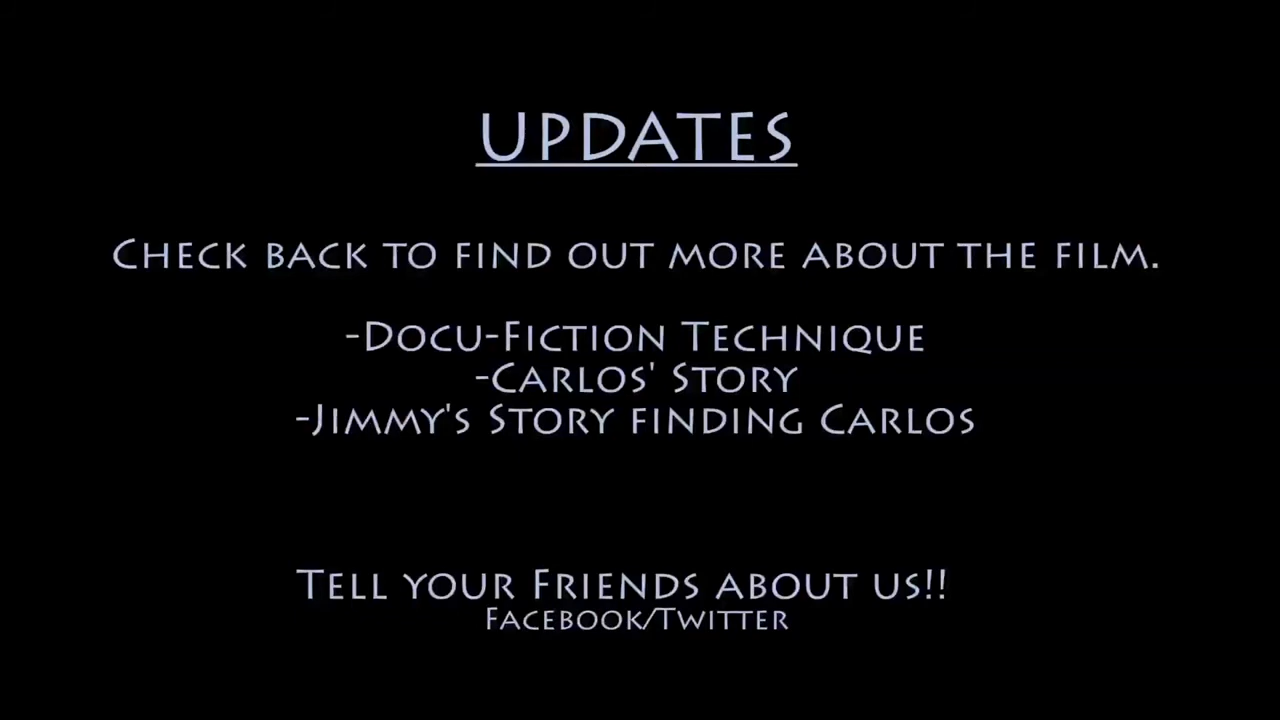 UPDATES
CHECK BACK TO FIND OUT MORE ABOUT THE FILM.
-DOCU-FICTION TECHNIQUE
-CARLOS' STORY
-JIMMY'S STORY FINDING CARLOS
TELL YOUR FRIENDS ABOUT US!!
FACEBOOK/TWITTER